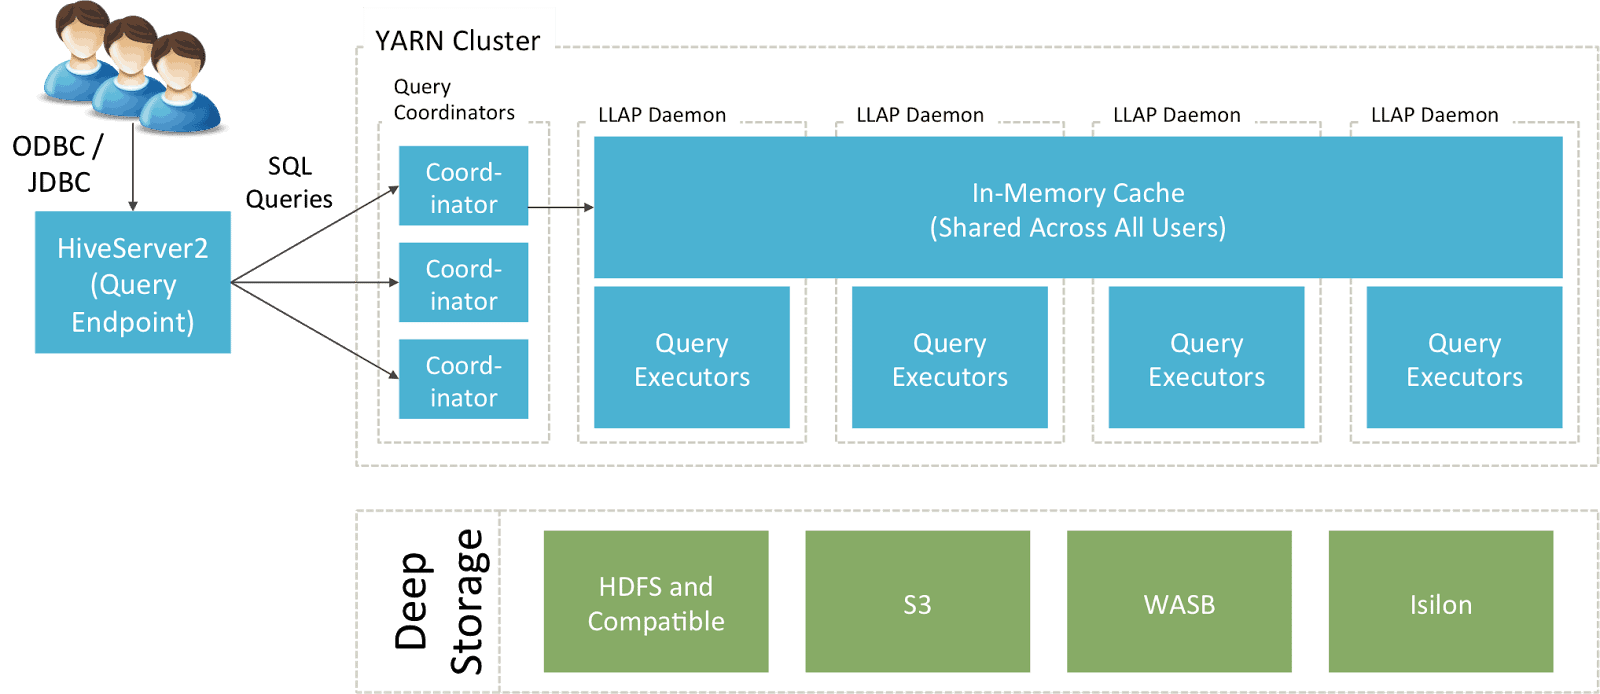 YARN Cluster
ODBC /
JDBC
SQL
Queries
HiveServer2
(Query
Endpoint)
Query
Coordinators
Coord-
inator
Coord-
inator
Coord-
inator
LLAP Daemon
LLAP Daemon
LLAP Daemon
LLAP Daemon
In-Memory Cache
(Shared Across All Users)
Query
Executors
Query
Executors
Query
Executors
Query
Executors
Deep
Storage
HDFS and
Compatible
S3
WASB
Isilon